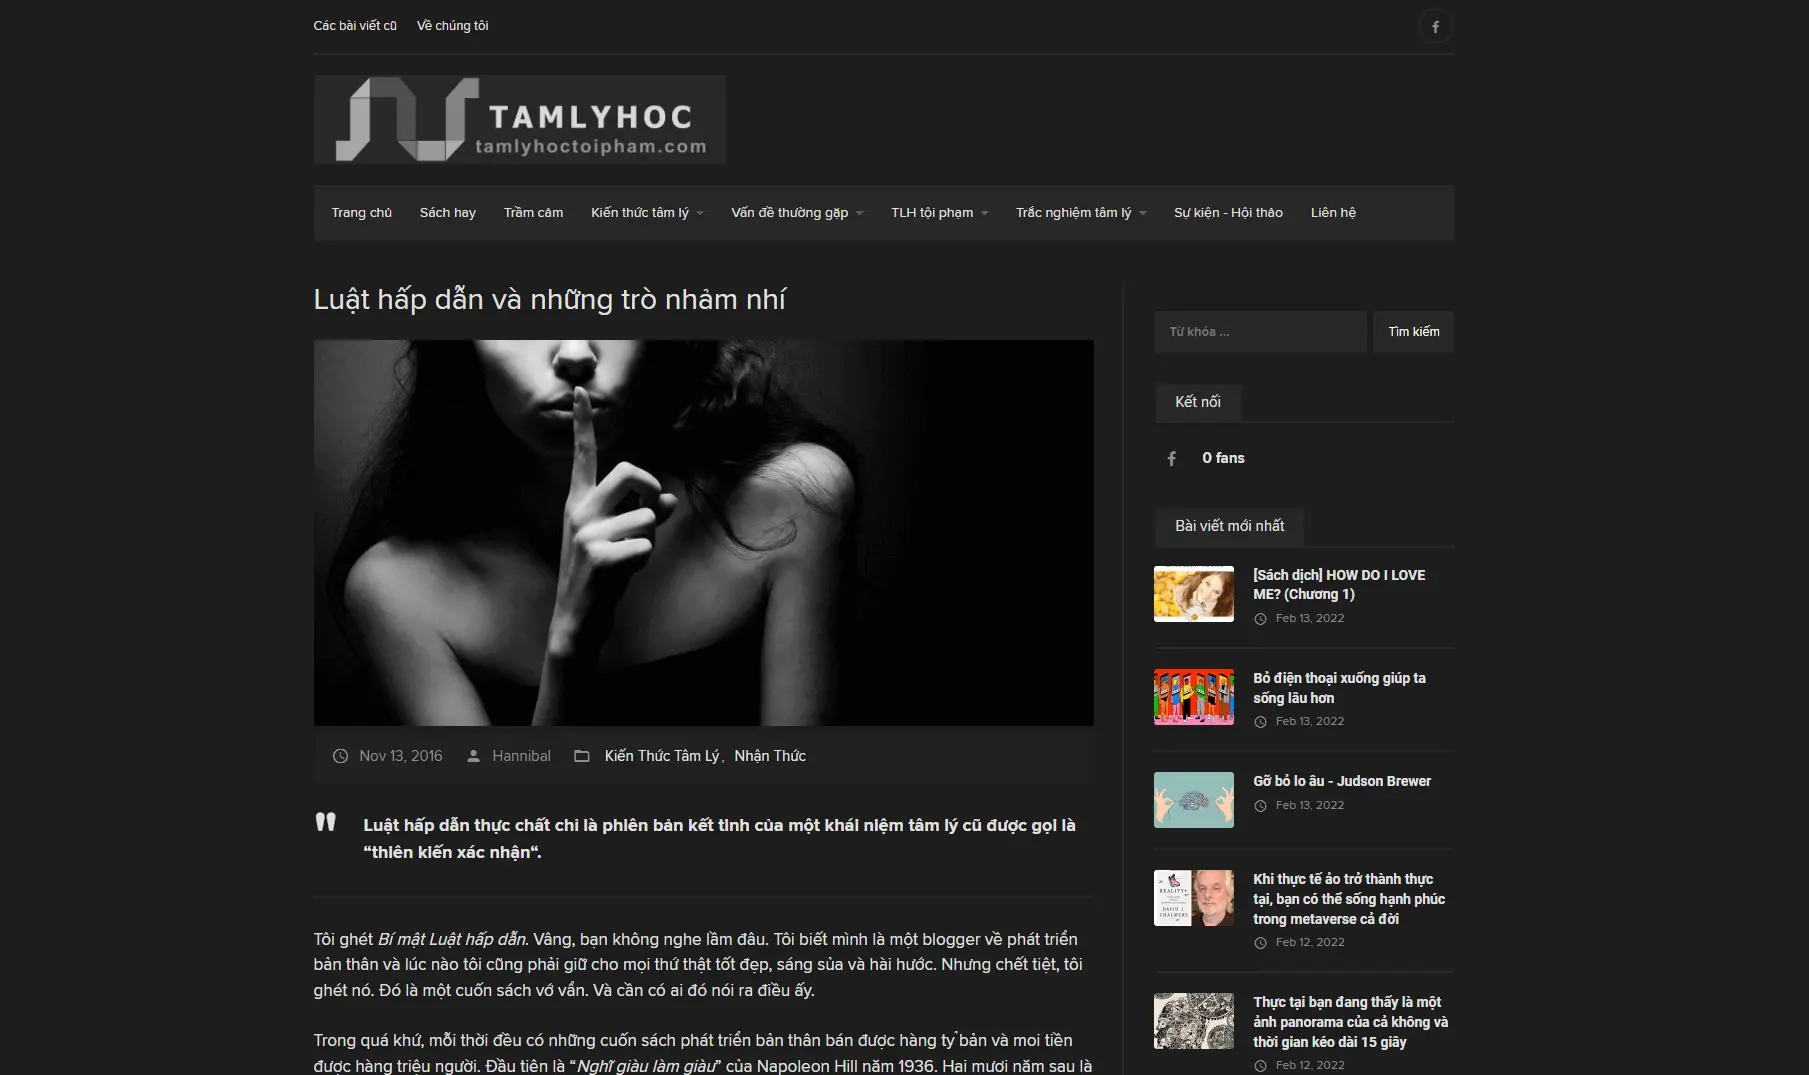 Các bài viết cũ Về chúng tôi
TAMLYHOC
tamlyhoctoipham.com
Trang chủ Sách hay Trầm cảm Kiến thức tâm lý Vấn đề thường gặp TLH tội phạm Trắc nghiệm tâm lý Sự kiện - Hội thảo Liên hệ
Luật hấp dẫn và những trò nhảm nhí
Nov 13, 2016 Hannibal Kiến Thức Tâm Lý, Nhận Thức
Luật hấp dẫn thực chất chỉ là phiên bản kết tinh của một khái niệm tâm lý cũ được gọi là
“thiên kiến xác nhận“.
Tôi ghét Bí mật Luật hấp dẫn. Vâng, bạn không nghe lầm đâu. Tôi biết mình là một blogger về phát triển
bản thân và lúc nào tôi cũng phải giữ cho mọi thứ thật tốt đẹp, sáng sủa và hài hước. Nhưng chết tiệt, tôi
ghét nó. Đó là một cuốn sách vớ vẩn. Và cần có ai đó nói ra điều ấy.
Trong quá khứ, mỗi thời đều có những cuốn sách phát triển bản thân bán được hàng tỷ bản và moi tiền
được hàng triệu người. Đầu tiên là “Nghĩ giàu làm giàu” của Napoleon Hill năm 1936. Hai mươi năm sau là
Từ khóa ... Tìm kiếm
Kết nối
0 fans
Bài viết mới nhất
[Sách dịch] HOW DO I LOVE
ME? (Chương 1)
Feb 13, 2022
Bỏ điện thoại xuống giúp ta
sống lâu hơn
Feb 13, 2022
Gỡ bỏ lo âu - Judson Brewer
Feb 13, 2022
REALITY+
DAVID J.
CHALMERS
Khi thực tế ảo trở thành thực
tại, bạn có thể sống hạnh phúc
trong metaverse cả đời
Feb 12, 2022
Thực tại bạn đang thấy là một
ảnh panorama của cả không và
thời gian kéo dài 15 giây
Feb 12, 2022